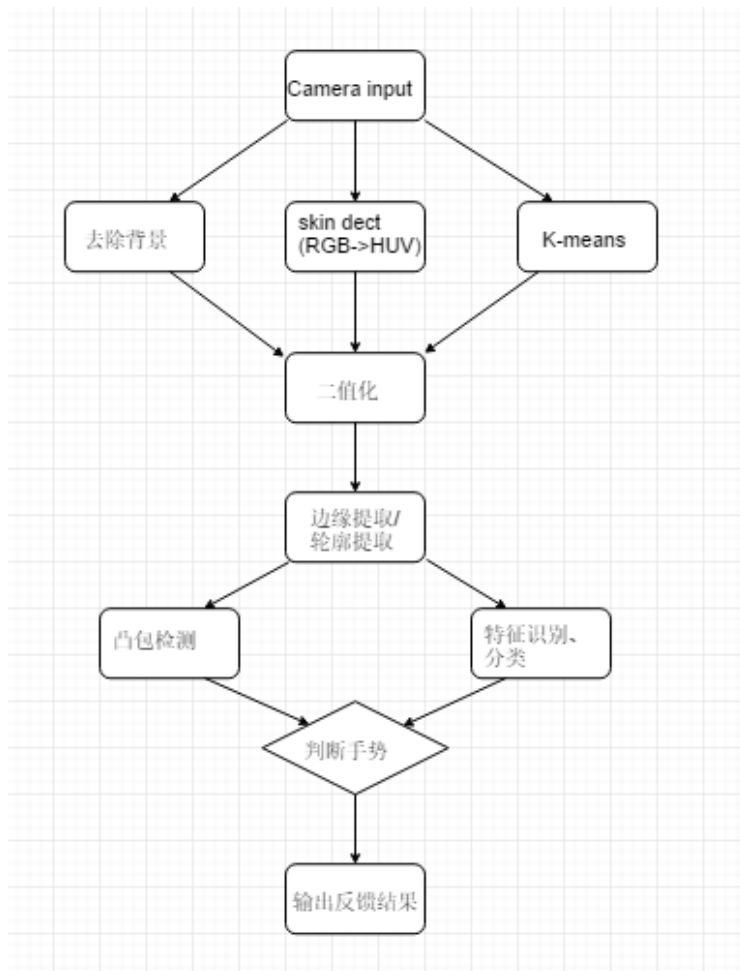 Camera input
去除背景
skin dect
(RGB->HUV)
K-means
二值化
边缘提取/
轮廓提取
凸包检测
特征识别、
分类
判断手势
输出反馈结果